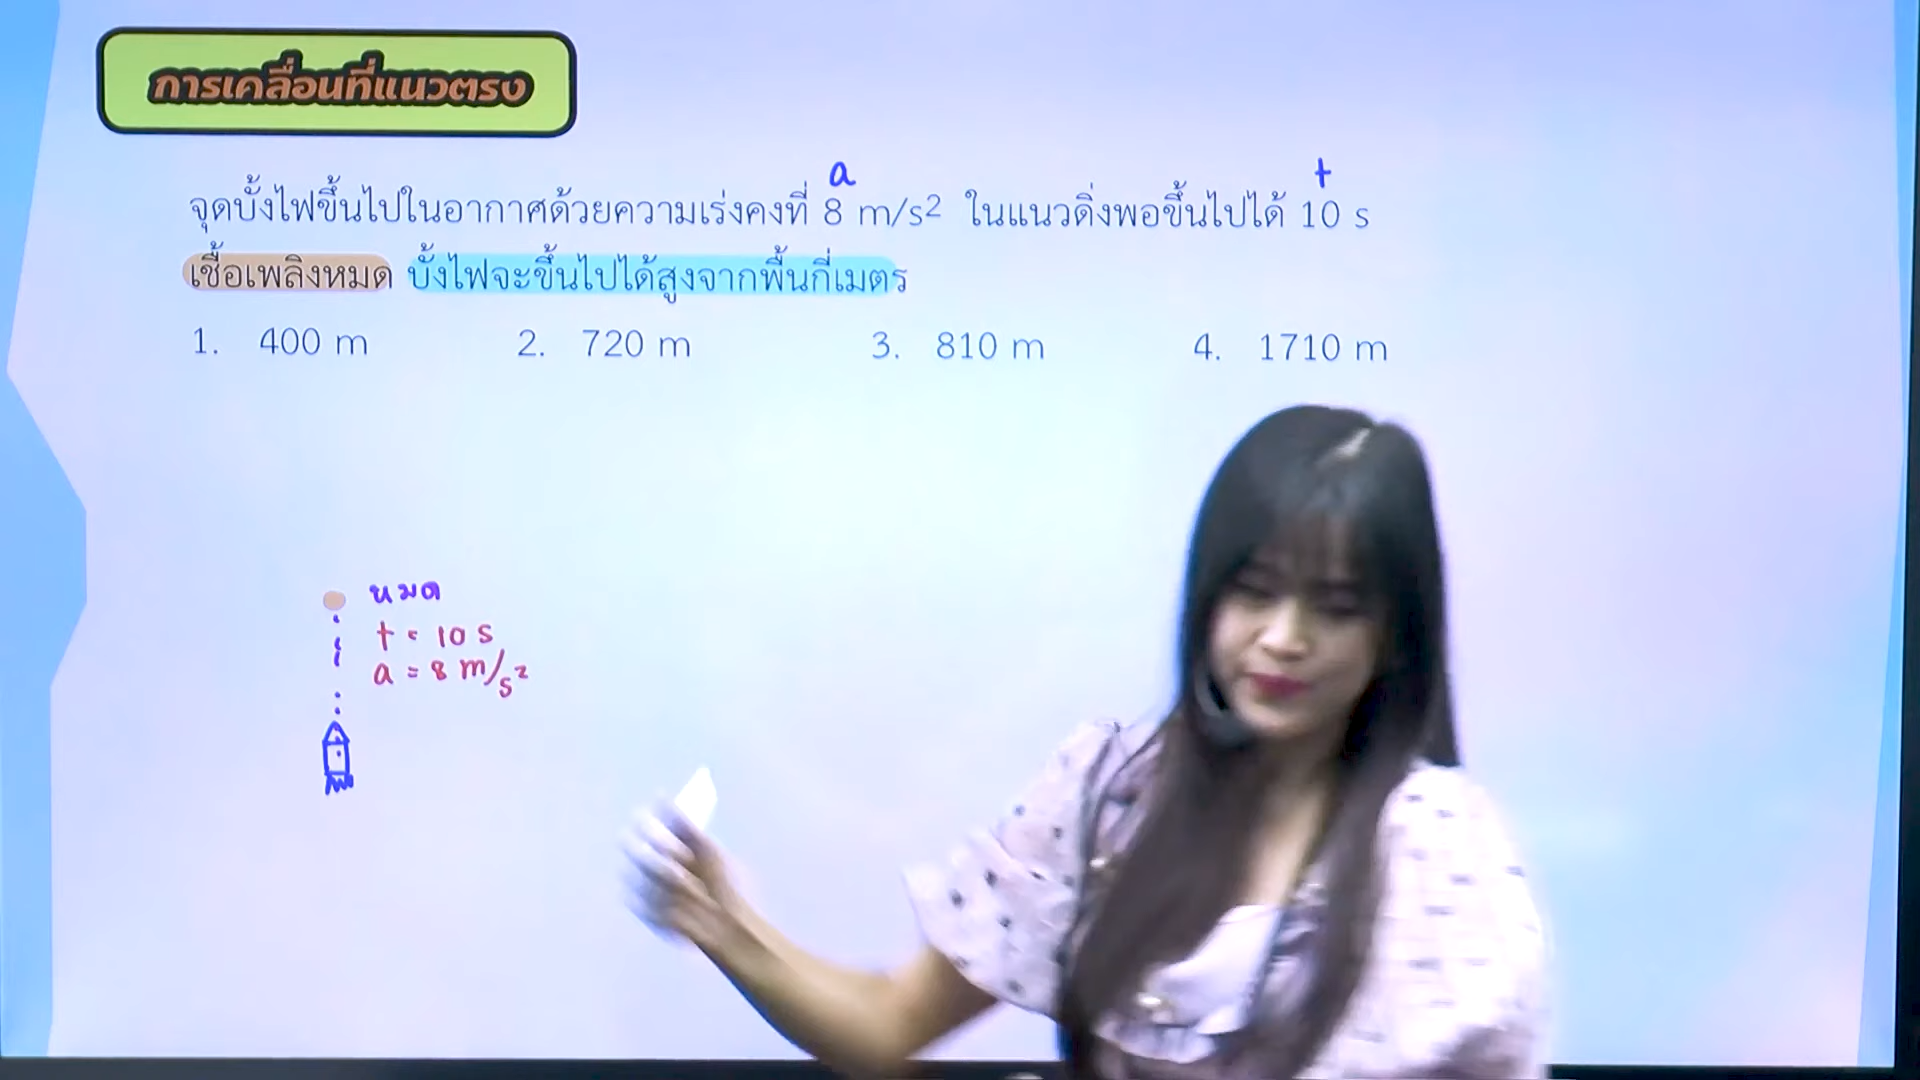 การเคลื่อนที่แนวตรง
a t
จุดบั้งไฟขึ้นไปในอากาศด้วยความเร่งคงที่ 8 m/s2 ในแนวดิ่งพอขึ้นไปได้ 10 s
เชื้อเพลิงหมด บั้งไฟจะขึ้นไปได้สูงจากพื้นกี่เมตร
1. 400 m 2. 720 m 3. 810 m 4. 1710 m
หมด
t = 10 s
a = 8 m/s²